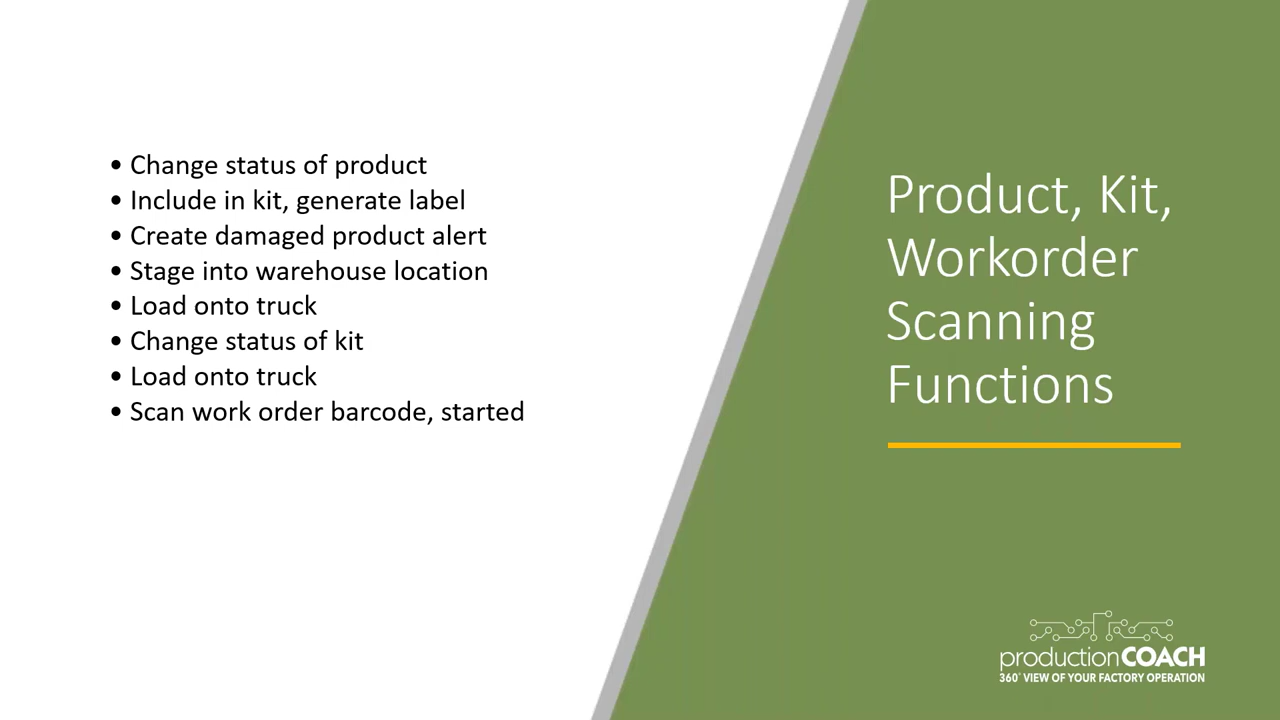 • Change status of product
• Include in kit, generate label
• Create damaged product alert
• Stage into warehouse location
• Load onto truck
• Change status of kit
• Load onto truck
• Scan work order barcode, started
Product, Kit,
Workorder
Scanning
Functions
productionCOACH
360° VIEW OF YOUR FACTORY OPERATION